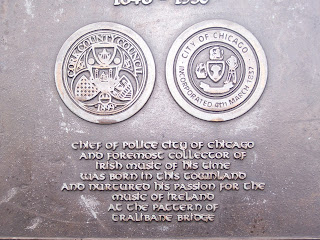 CORK COUNTY COUNCIL
1899
CITY OF CHICAGO
INCORPORATED 4TH MARCH 1837
CHIEF OF POLICE CITY OF CHICAGO
AND FOREMOST COLLECTOR OF
IRISH MUSIC OF HIS TIME
WAS BORN IN THIS TOWNLAND
AND NURTURED HIS PASSION FOR THE
MUSIC OF IRELAND
AT THE PATTERN OF
TRALIBANE BRIDGE